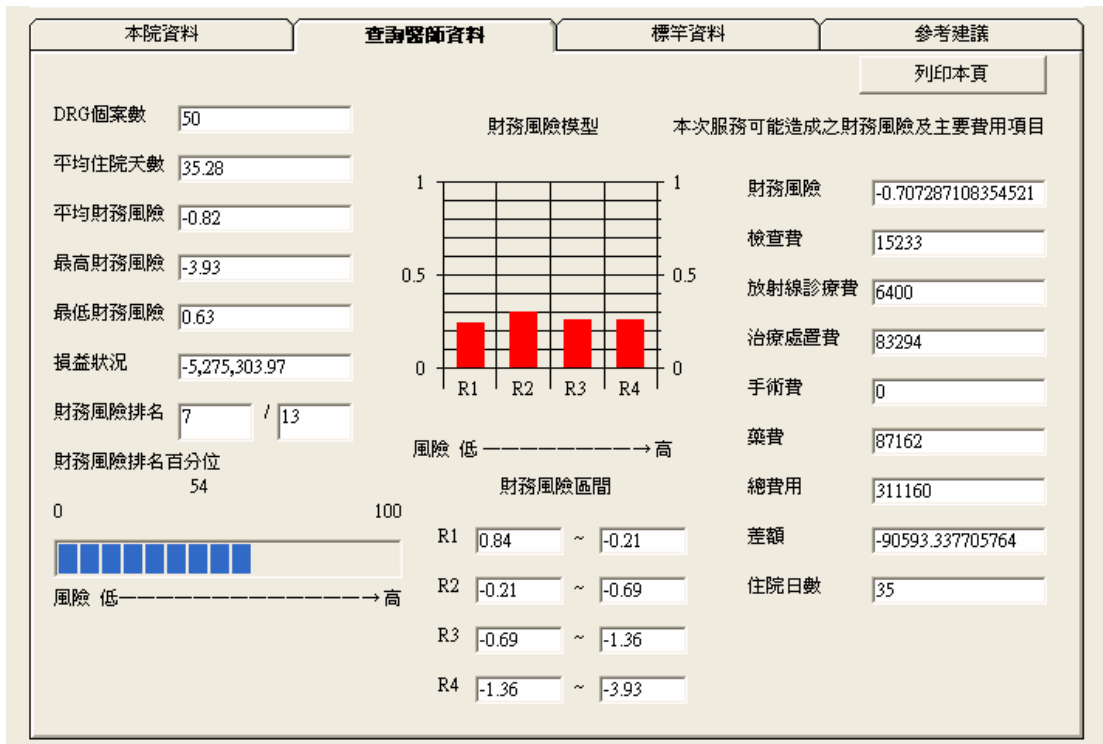 本院資料 查詢醫師資料 標竿資料 參考建議
列印本頁
DRG個案數 50
平均住院天數 35.28
平均財務風險 -0.82
最高財務風險 -3.93
最低財務風險 0.63
損益狀況 -5,275,303.97
財務風險排名 7 / 13
財務風險排名百分位
54
0 100
風險 低————————————————→高
財務風險模型
1 1
0.5 0.5
0 0
R1 R2 R3 R4
風險 低—————————→高
財務風險區間
R1 0.84 ~ -0.21
R2 -0.21 ~ -0.69
R3 -0.69 ~ -1.36
R4 -1.36 ~ -3.93
本次服務可能造成之財務風險及主要費用項目
財務風險 -0.707287108354521
檢查費 15233
放射線診療費 6400
治療處置費 83294
手術費 0
藥費 87162
總費用 311160
差額 -90593.337705764
住院日數 35